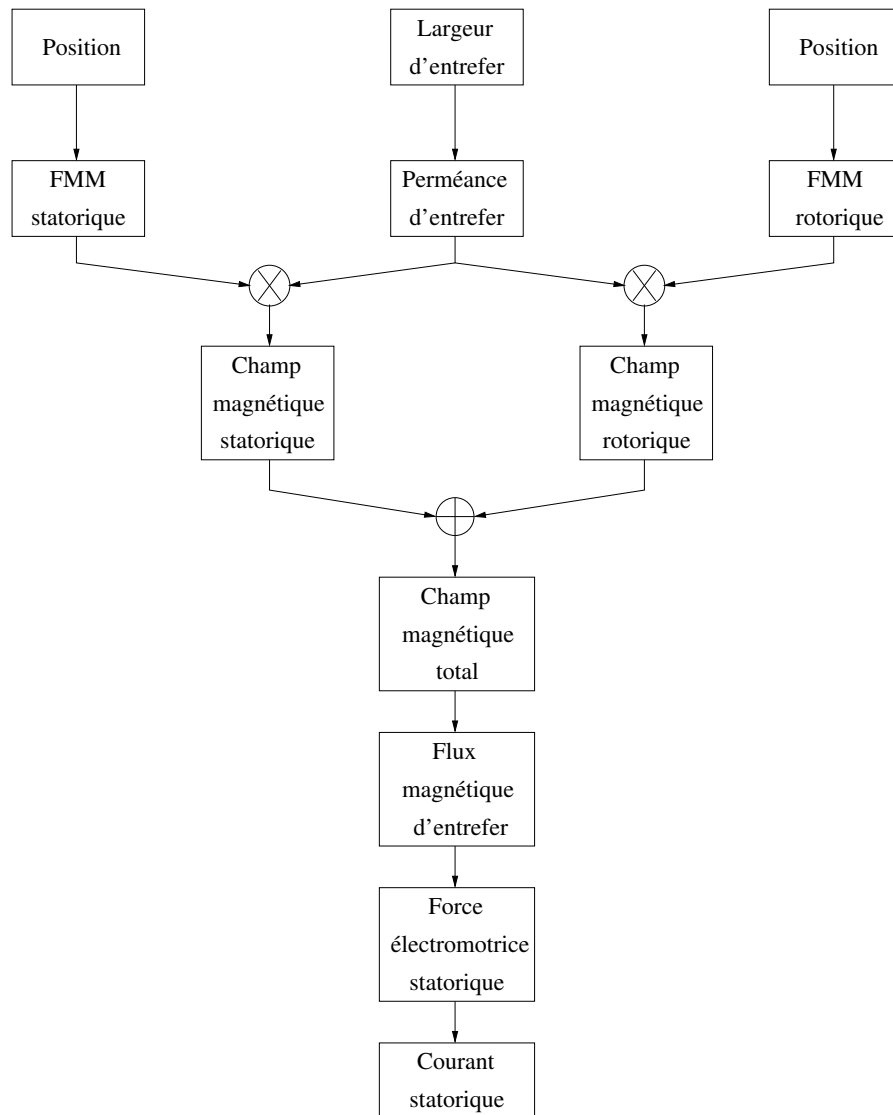 Position
Largeur
d'entrefer
Position
FMM
statorique
Perméance
d'entrefer
FMM
rotorique
Champ
magnétique
statorique
Champ
magnétique
rotorique
Champ
magnétique
total
Flux
magnétique
d'entrefer
Force
électromotrice
statorique
Courant
statorique